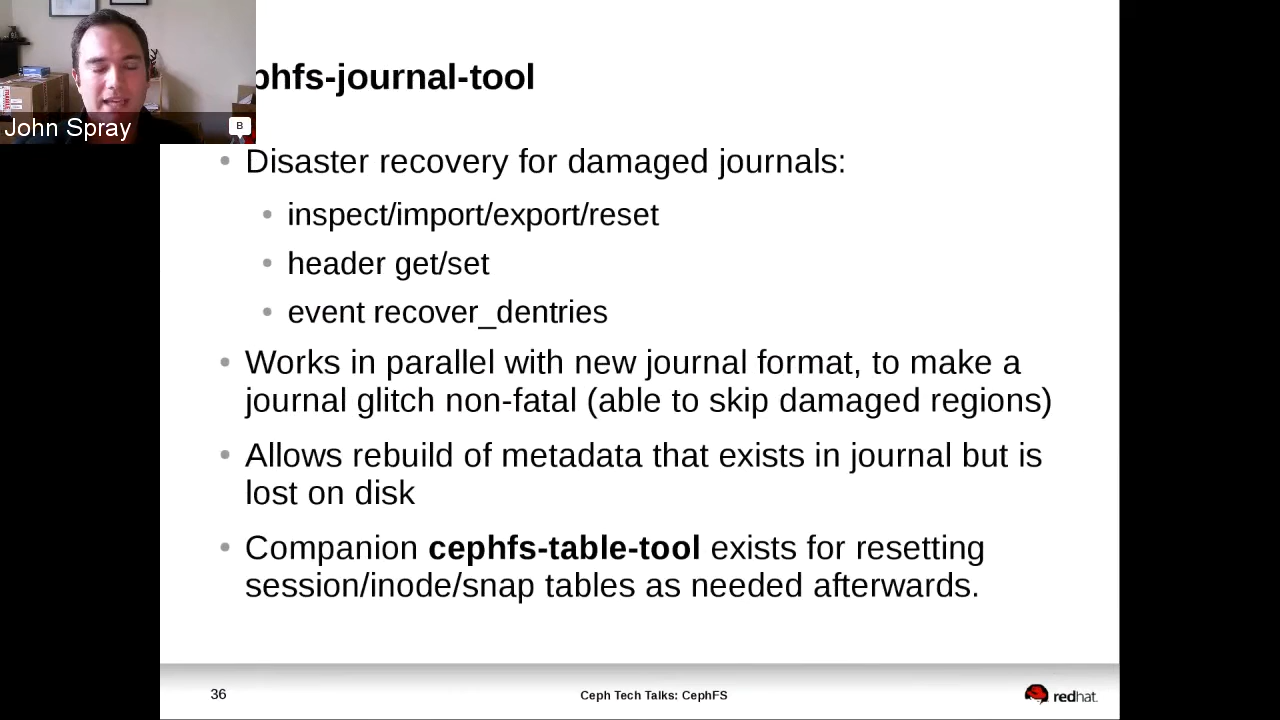 phfs-journal-tool
John Spray
B
Disaster recovery for damaged journals:
inspect/import/export/reset
header get/set
event recover_dentries
Works in parallel with new journal format, to make a
journal glitch non-fatal (able to skip damaged regions)
Allows rebuild of metadata that exists in journal but is
lost on disk
Companion cephfs-table-tool exists for resetting
session/inode/snap tables as needed afterwards.
36
Ceph Tech Talks: CephFS
redhat.